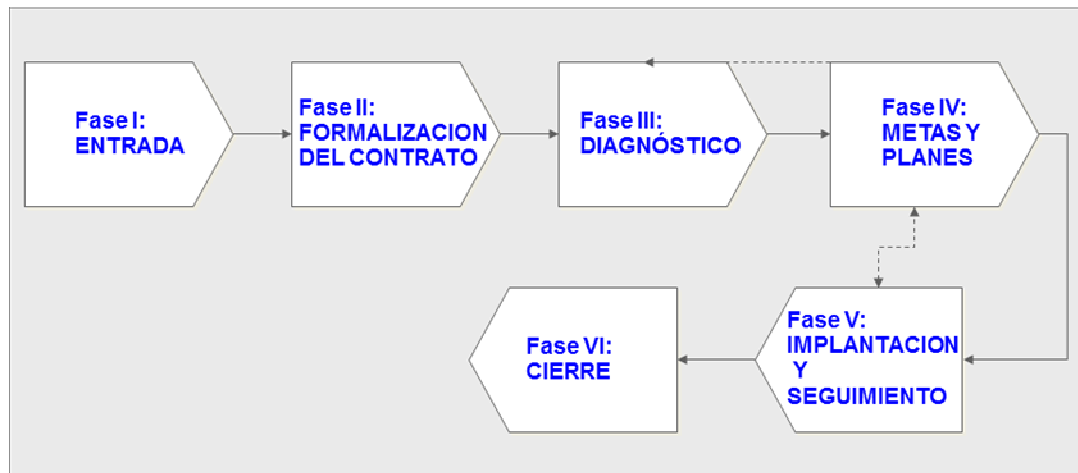 Fase I:
ENTRADA
Fase II:
FORMALIZACION
DEL CONTRATO
Fase III:
DIAGNÓSTICO
Fase IV:
METAS Y
PLANES
Fase V:
IMPLANTACION
Y
SEGUIMIENTO
Fase VI:
CIERRE